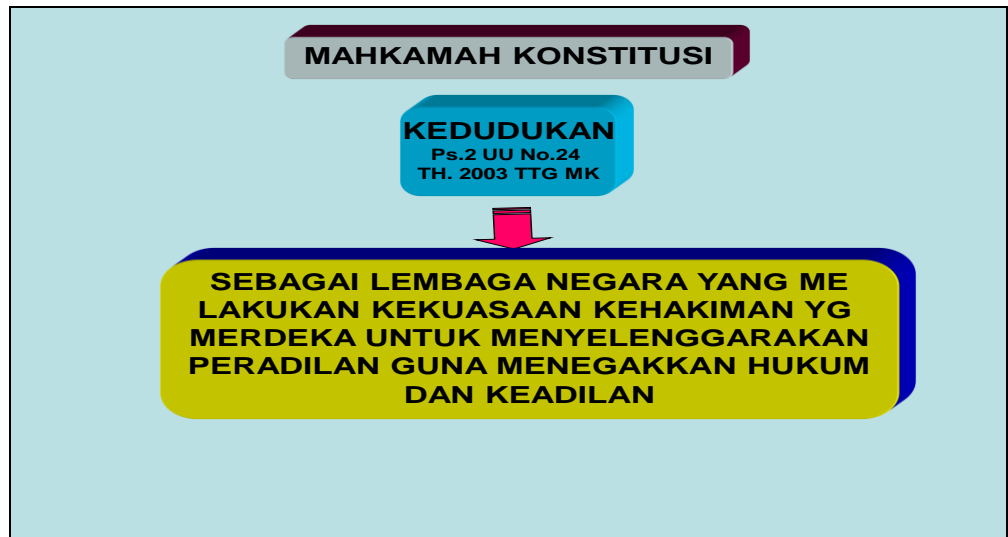 MAHKAMAH KONSTITUSI
KEDUDUKAN
Ps.2 UU No.24
TH. 2003 TTG MK
SEBAGAI LEMBAGA NEGARA YANG ME
LAKUKAN KEKUASAAN KEHAKIMAN YG
MERDEKA UNTUK MENYELENGGARAKAN
PERADILAN GUNA MENEGAKKAN HUKUM
DAN KEADILAN